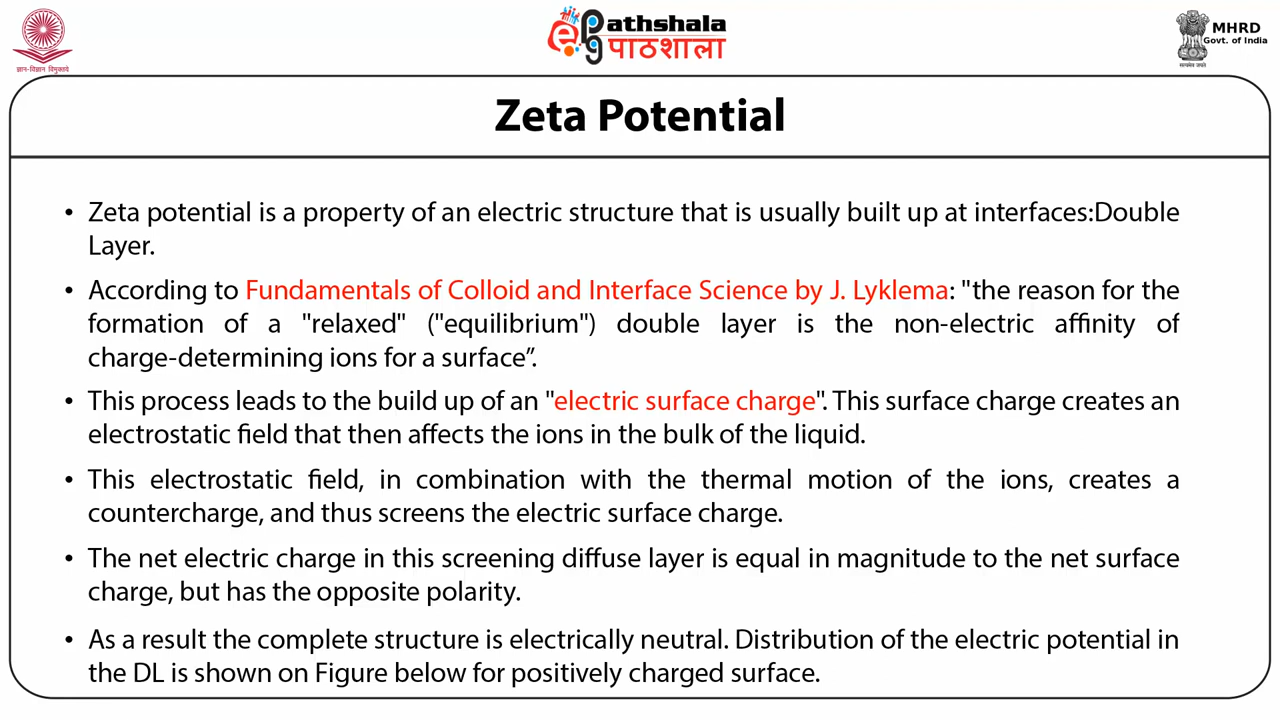 ePg athshala
पाठशाला
ज्ञान-विज्ञान विमुक्तये
MHRD
Govt. of India
सत्यमेव जयते
Zeta Potential
• Zeta potential is a property of an electric structure that is usually built up at interfaces:Double
Layer.
• According to Fundamentals of Colloid and Interface Science by J. Lyklema: "the reason for the
formation of a "relaxed" ("equilibrium") double layer is the non-electric affinity of
charge-determining ions for a surface”.
• This process leads to the build up of an "electric surface charge". This surface charge creates an
electrostatic field that then affects the ions in the bulk of the liquid.
• This electrostatic field, in combination with the thermal motion of the ions, creates a
countercharge, and thus screens the electric surface charge.
• The net electric charge in this screening diffuse layer is equal in magnitude to the net surface
charge, but has the opposite polarity.
• As a result the complete structure is electrically neutral. Distribution of the electric potential in
the DL is shown on Figure below for positively charged surface.